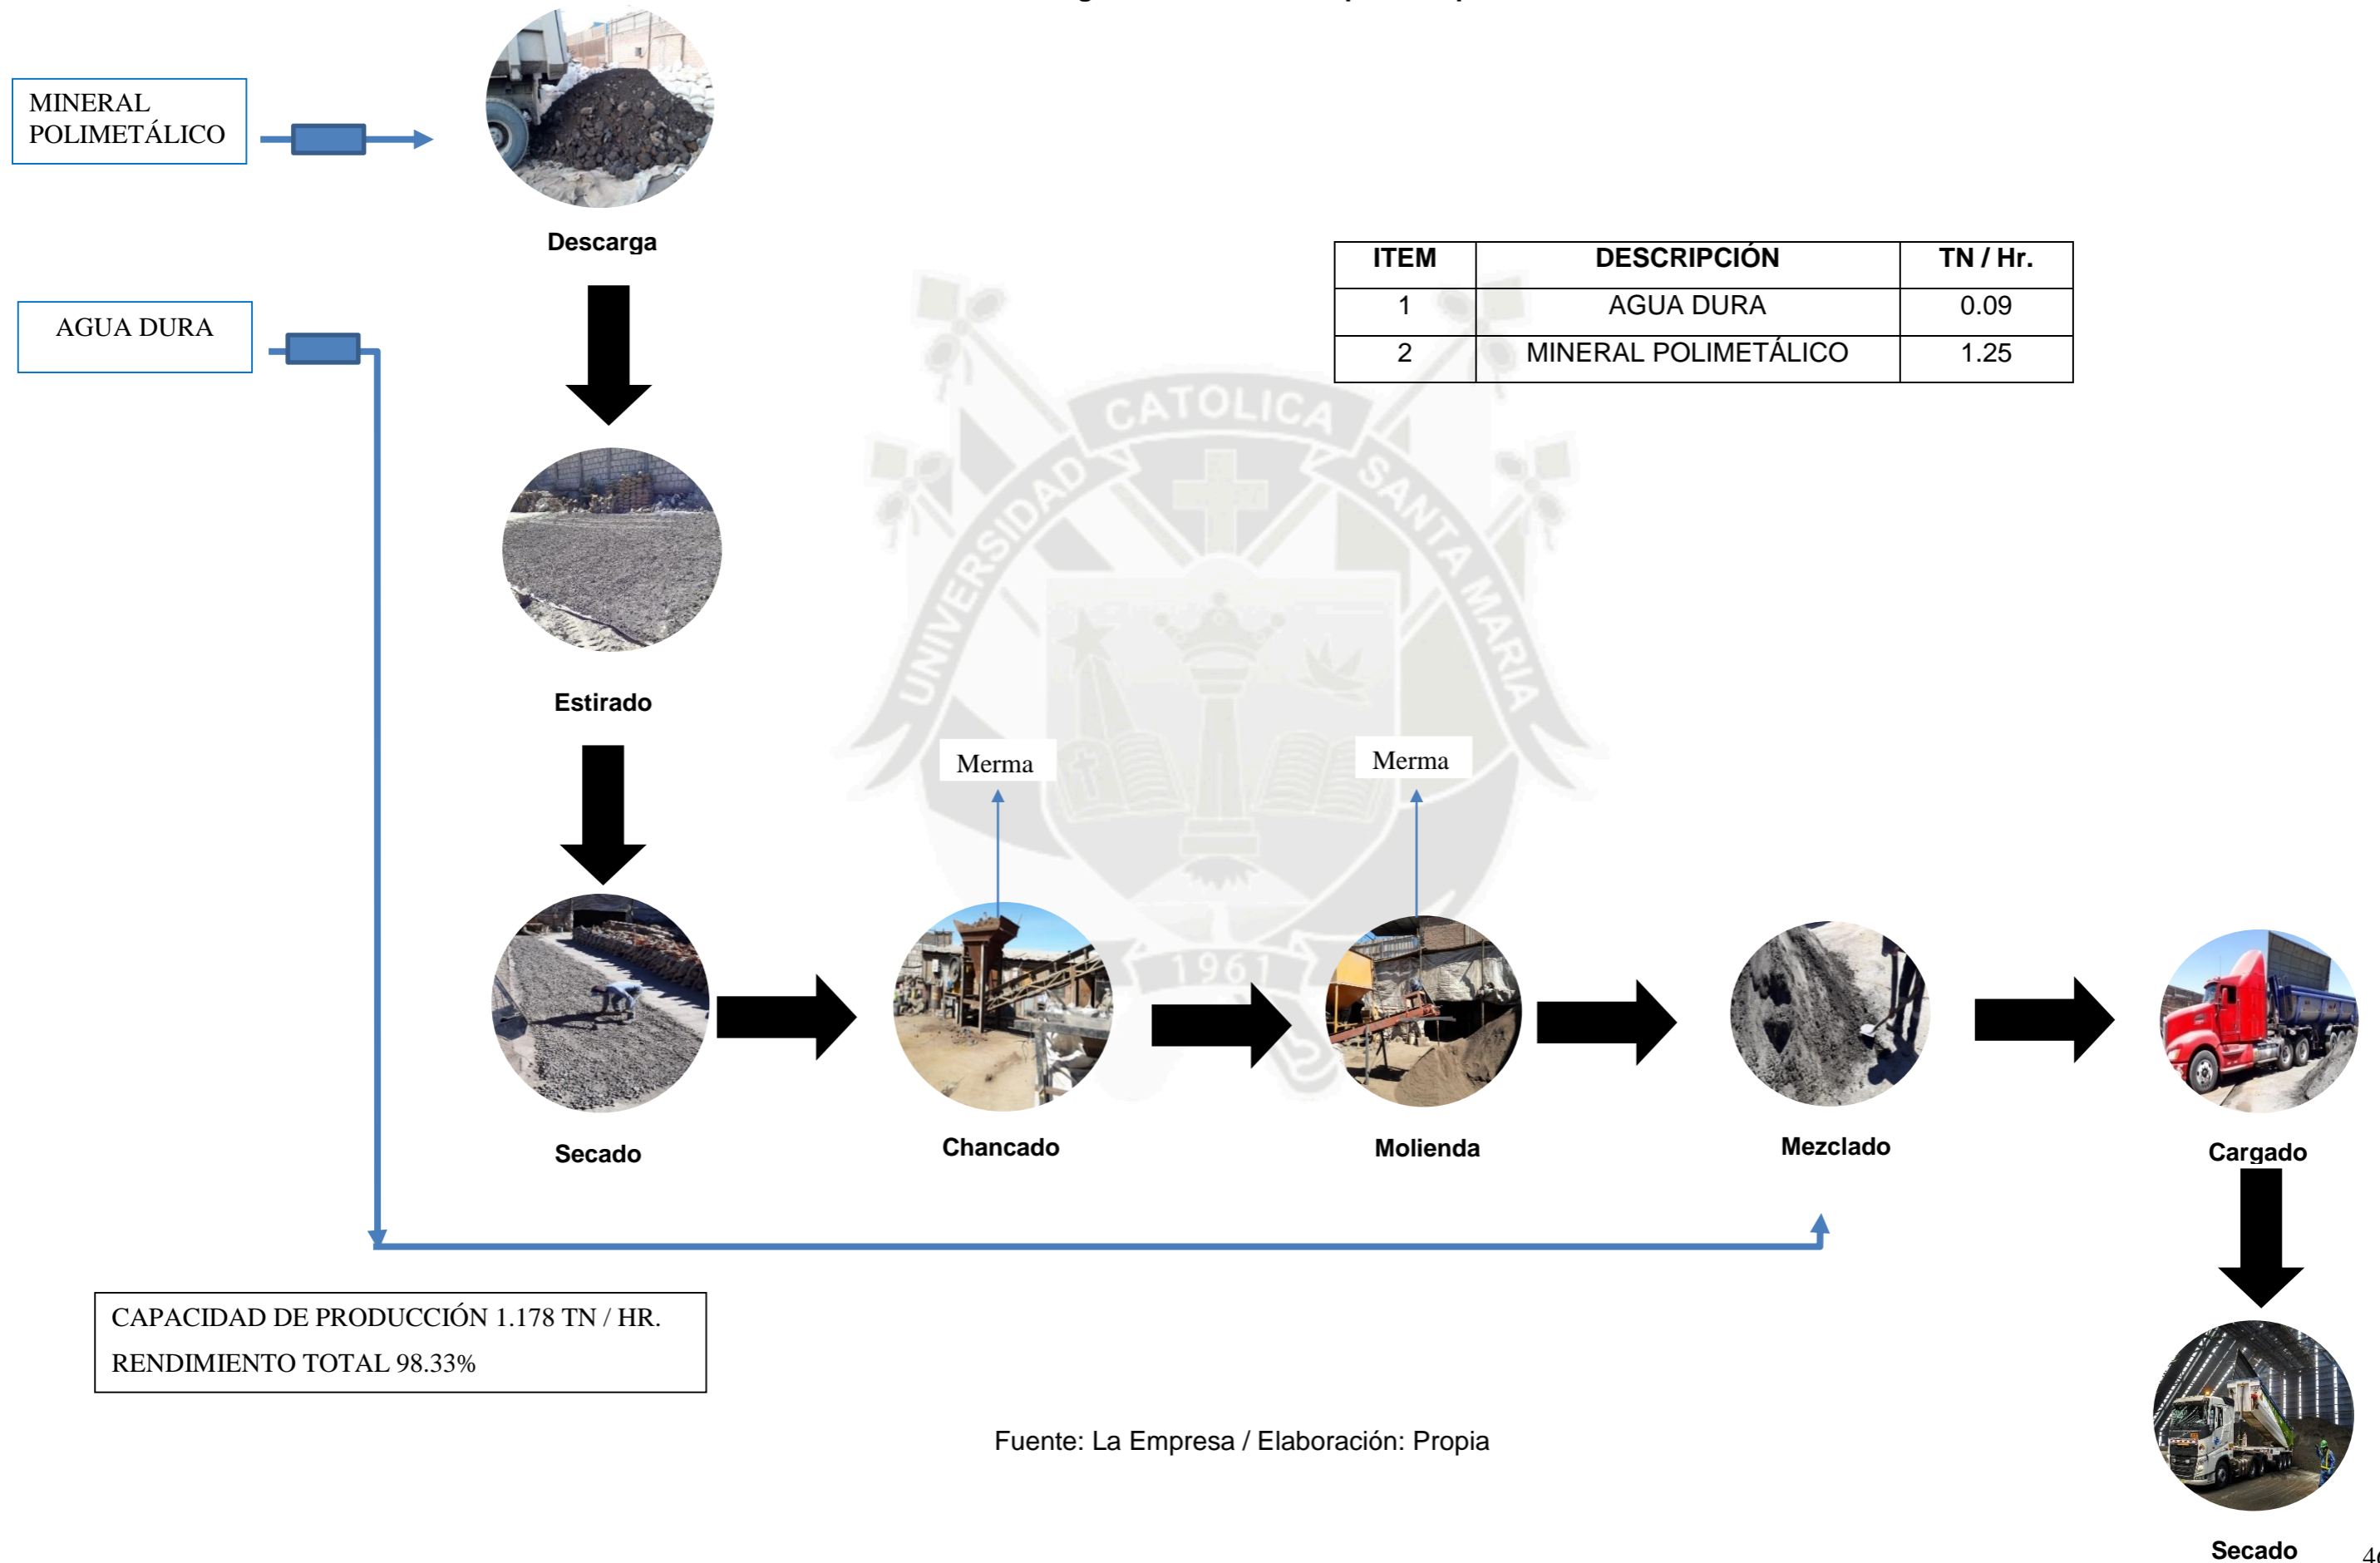 MINERAL
POLIMETÁLICO
Descarga
AGUA DURA
ITEM DESCRIPCIÓN TN / Hr.
1 AGUA DURA 0.09
2 MINERAL POLIMETÁLICO 1.25
UNIVERSIDAD CATOLICA SANTA MARIA
1961
Estirado
Merma
Merma
Secado
Chancado
Molienda
Mezclado
Cargado
CAPACIDAD DE PRODUCCIÓN 1.178 TN / HR.
RENDIMIENTO TOTAL 98.33%
Fuente: La Empresa / Elaboración: Propia
Secado